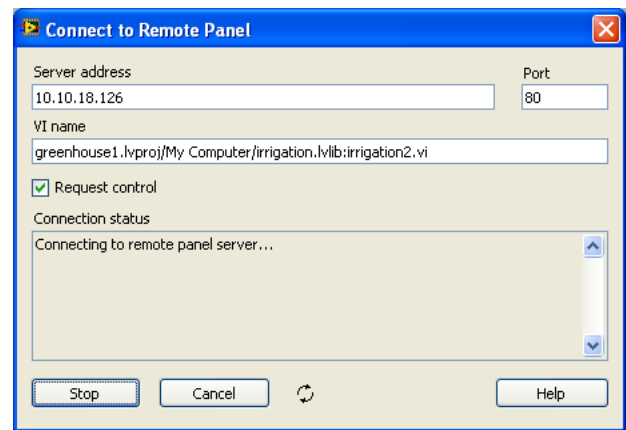 Connect to Remote Panel
Server address Port
10.10.18.126 80
VI name
greenhouse1.lvproj/My Computer/irrigation.lvlib:irrigation2.vi
Request control
Connection status
Connecting to remote panel server...
Stop Cancel Help